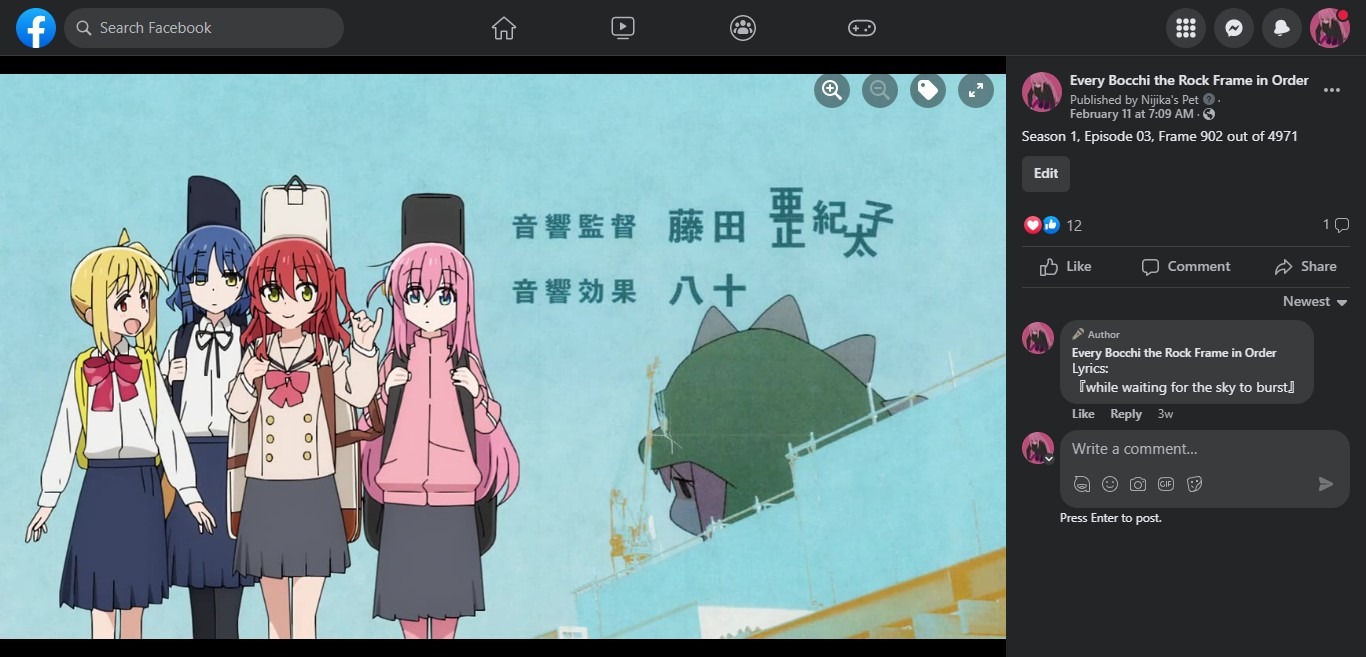 Search Facebook
音響監督 藤田 亜紀子
正 太
音響効果 八十
Every Bocchi the Rock Frame in Order
Published by Nijika's Pet ·
February 11 at 7:09 AM ·
Season 1, Episode 03, Frame 902 out of 4971
Edit
12
1
Like
Comment
Share
Newest
Author
Every Bocchi the Rock Frame in Order
Lyrics:
『while waiting for the sky to burst』
Like
Reply
3w
Write a comment...
GIF
Press Enter to post.